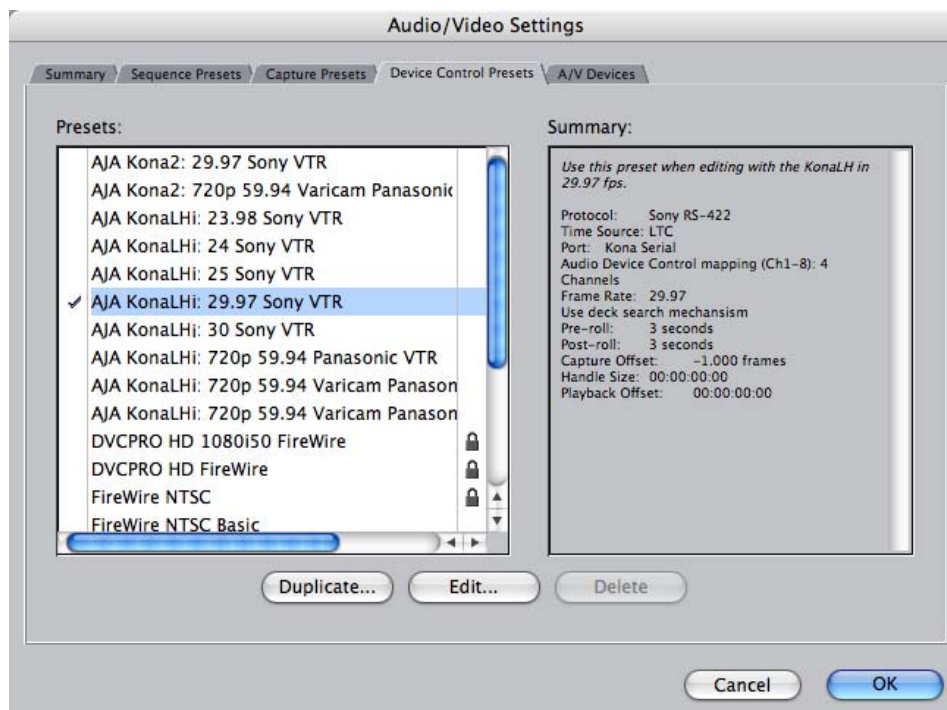 Audio/Video Settings
Summary
Sequence Presets
Capture Presets
Device Control Presets
A/V Devices
Presets:
AJA Kona2: 29.97 Sony VTR
AJA Kona2: 720p 59.94 Varicam Panasonic
AJA KonaLHi: 23.98 Sony VTR
AJA KonaLHi: 24 Sony VTR
AJA KonaLHi: 25 Sony VTR
AJA KonaLHi: 29.97 Sony VTR
AJA KonaLHi: 30 Sony VTR
AJA KonaLHi: 720p 59.94 Panasonic VTR
AJA KonaLHi: 720p 59.94 Varicam Panason
AJA KonaLHi: 720p 59.94 Varicam Panason
DVCPRO HD 1080i50 FireWire
DVCPRO HD FireWire
FireWire NTSC
FireWire NTSC Basic
Summary:
Use this preset when editing with the KonaLH in
29.97 fps.
Protocol: Sony RS-422
Time Source: LTC
Port: Kona Serial
Audio Device Control mapping (Ch1-8): 4
Channels
Frame Rate: 29.97
Use deck search mechansism
Pre-roll: 3 seconds
Post-roll: 3 seconds
Capture Offset: -1.000 frames
Handle Size: 00:00:00:00
Playback Offset: 00:00:00:00
Duplicate...
Edit...
Delete
Cancel
OK